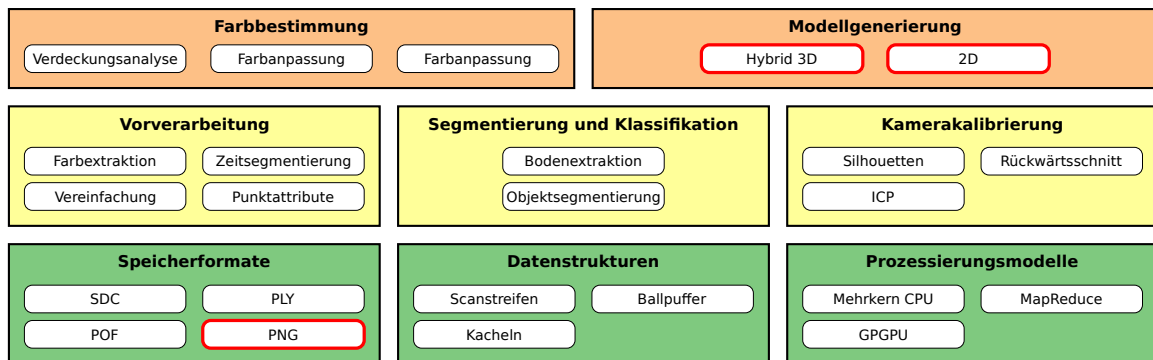 Farbbestimmung
Verdeckungsanalyse
Farbanpassung
Farbanpassung
Modellgenerierung
Hybrid 3D
2D
Vorverarbeitung
Farbextraktion
Zeitsegmentierung
Vereinfachung
Punktattribute
Segmentierung und Klassifikation
Bodenextraktion
Objektsegmentierung
Kamerakalibrierung
Silhouetten
Rückwärtsschnitt
ICP
Speicherformate
SDC
PLY
POF
PNG
Datenstrukturen
Scanstreifen
Ballpuffer
Kacheln
Prozessierungsmodelle
Mehrkern CPU
MapReduce
GPGPU